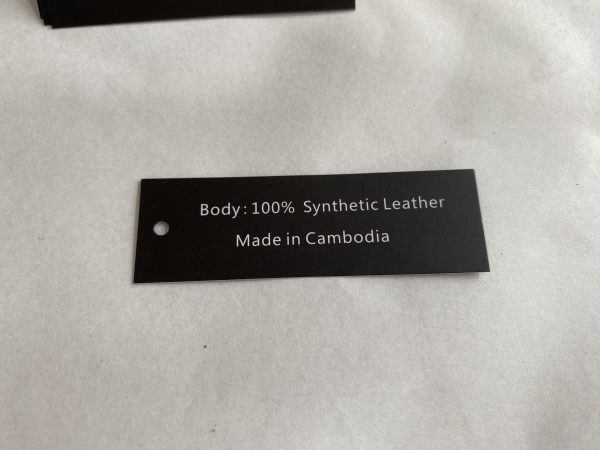 Body: 100% Synthetic Leather
Made in Cambodia